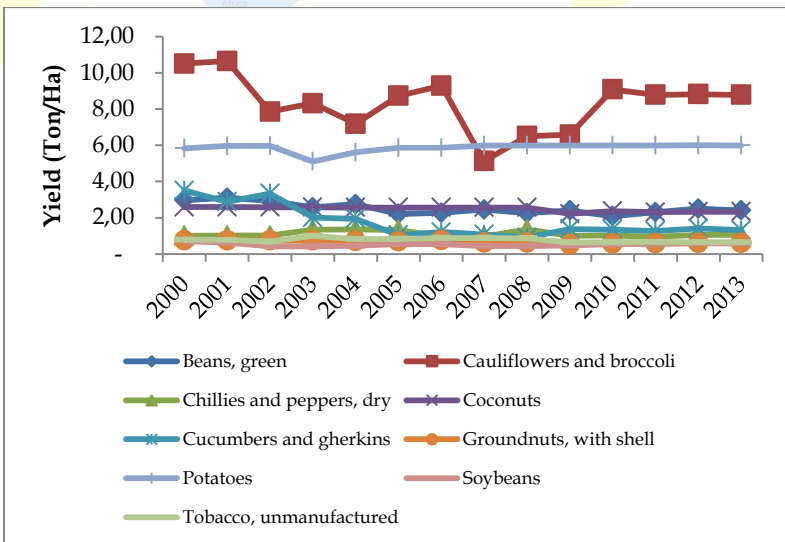 Africa
Yield (Ton/Ha)
12,00
10,00
8,00
6,00
4,00
2,00
-
2000 2001 2002 2003 2004 2005 2006 2007 2008 2009 2010 2011 2012 2013
Beans, green Cauliflowers and broccoli
Chillies and peppers, dry Coconuts
Cucumbers and gherkins Groundnuts, with shell
Potatoes Soybeans
Tobacco, unmanufactured